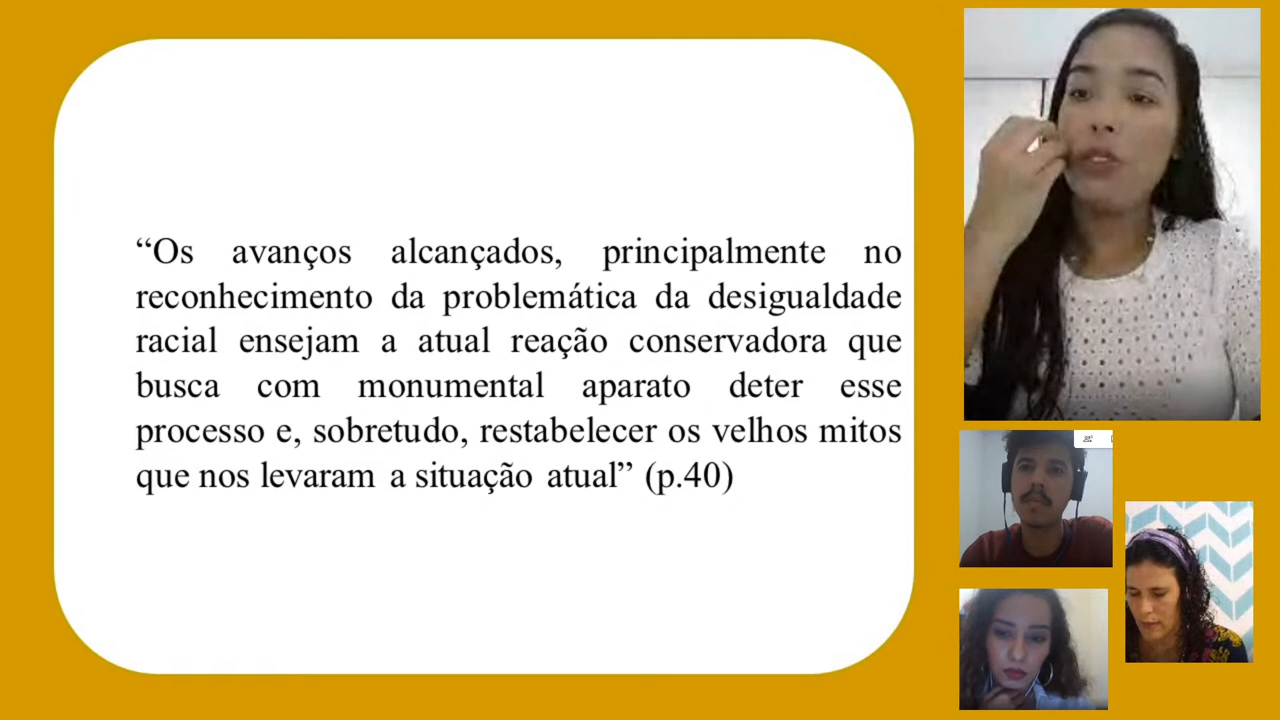 “Os avanços alcançados, principalmente no
reconhecimento da problemática da desigualdade
racial ensejam a atual reação conservadora que
busca com monumental aparato deter esse
processo e, sobretudo, restabelecer os velhos mitos
que nos levaram a situação atual” (p.40)